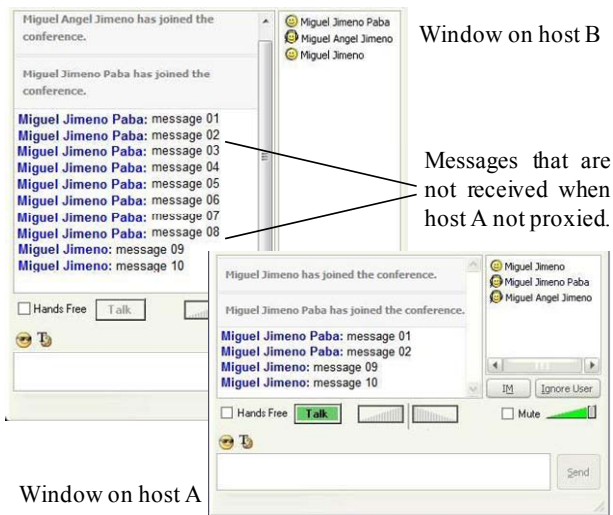 Miguel Angel Jimeno has joined the
conference.
Miguel Jimeno Paba has joined the
conference.
Miguel Jimeno Paba: message 01
Miguel Jimeno Paba: message 02
Miguel Jimeno Paba: message 03
Miguel Jimeno Paba: message 04
Miguel Jimeno Paba: message 05
Miguel Jimeno Paba: message 06
Miguel Jimeno Paba: message 07
Miguel Jimeno Paba: message 08
Miguel Jimeno: message 09
Miguel Jimeno: message 10
Hands Free Talk
Miguel Jimeno Paba
Miguel Angel Jimeno
Miguel Jimeno
Window on host B
Messages that are
not received when
host A not proxied.
Miguel Jimeno has joined the conference.
Miguel Jimeno Paba has joined the conference.
Miguel Jimeno Paba: message 01
Miguel Jimeno Paba: message 02
Miguel Jimeno: message 09
Miguel Jimeno: message 10
Miguel Jimeno
Miguel Jimeno Paba
Miguel Angel Jimeno
IM Ignore User
Hands Free Talk Mute
Send
Window on host A